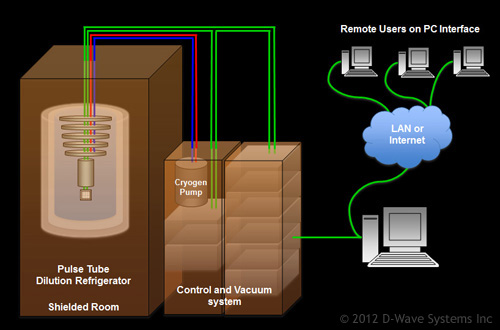 Remote Users on PC Interface
LAN or
Internet
Cryogen
Pump
Pulse Tube
Dilution Refrigerator
Shielded Room
Control and Vacuum
system
© 2012 D-Wave Systems Inc